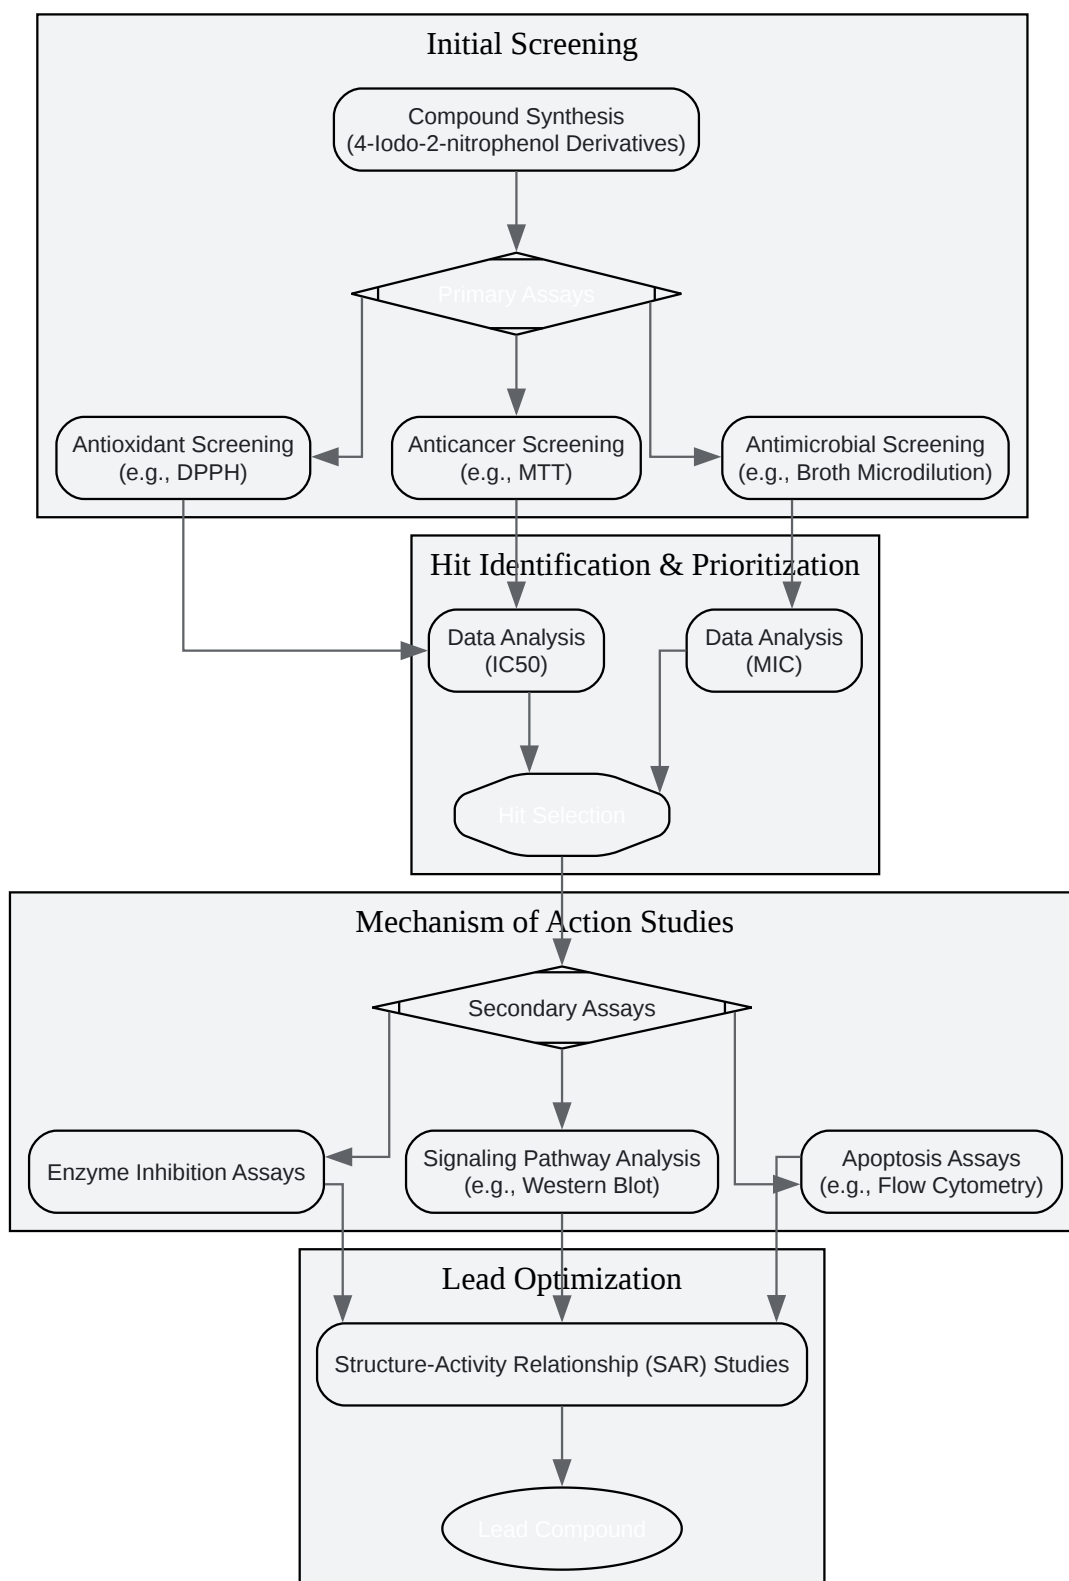 Initial Screening
Compound Synthesis
(4-Iodo-2-nitrophenol Derivatives)
Primary Assays
Antioxidant Screening
(e.g., DPPH)
Anticancer Screening
(e.g., MTT)
Antimicrobial Screening
(e.g., Broth Microdilution)
Hit Identification & Prioritization
Data Analysis
(IC50)
Data Analysis
(MIC)
Hit Selection
Mechanism of Action Studies
Secondary Assays
Enzyme Inhibition Assays
Signaling Pathway Analysis
(e.g., Western Blot)
Apoptosis Assays
(e.g., Flow Cytometry)
Lead Optimization
Structure-Activity Relationship (SAR) Studies
Lead Compound